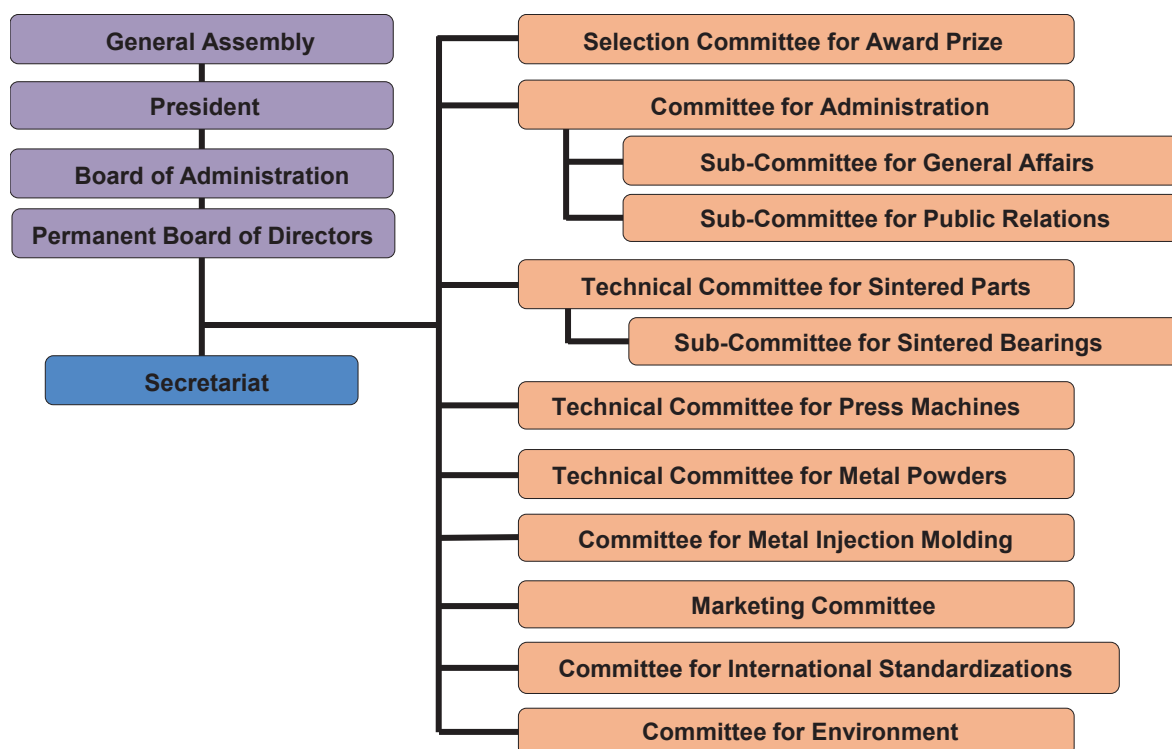 General Assembly
President
Board of Administration
Permanent Board of Directors
Secretariat
Selection Committee for Award Prize
Committee for Administration
Sub-Committee for General Affairs
Sub-Committee for Public Relations
Technical Committee for Sintered Parts
Sub-Committee for Sintered Bearings
Technical Committee for Press Machines
Technical Committee for Metal Powders
Committee for Metal Injection Molding
Marketing Committee
Committee for International Standardizations
Committee for Environment